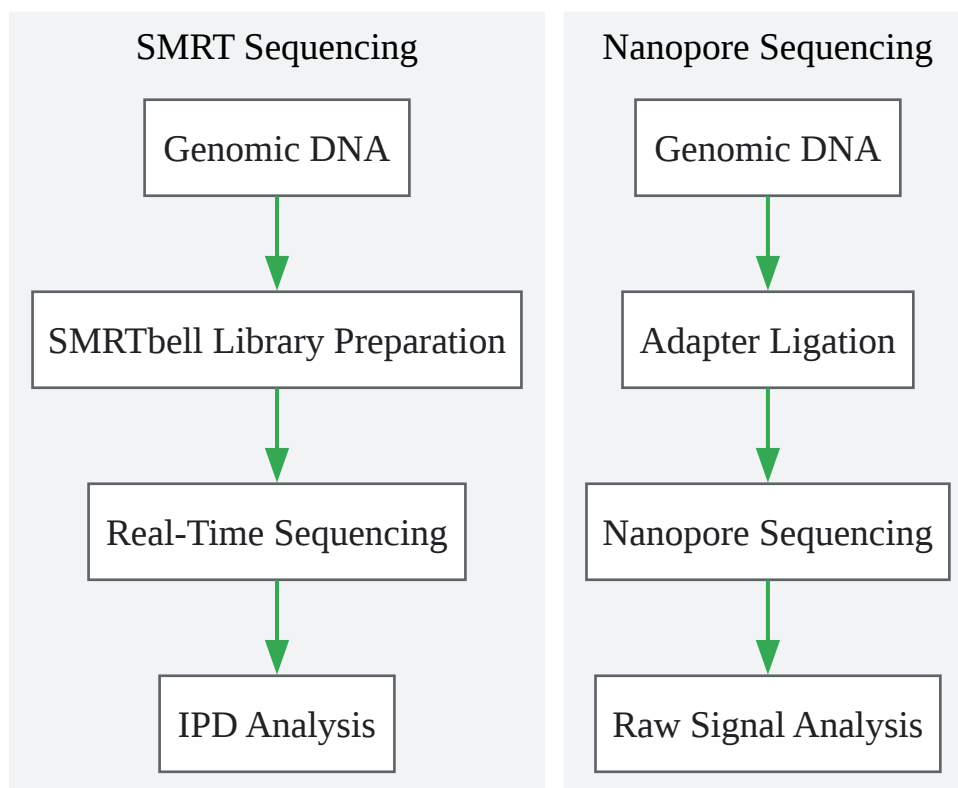 SMRT Sequencing
Genomic DNA
SMRTbell Library Preparation
Real-Time Sequencing
IPD Analysis
Nanopore Sequencing
Genomic DNA
Adapter Ligation
Nanopore Sequencing
Raw Signal Analysis